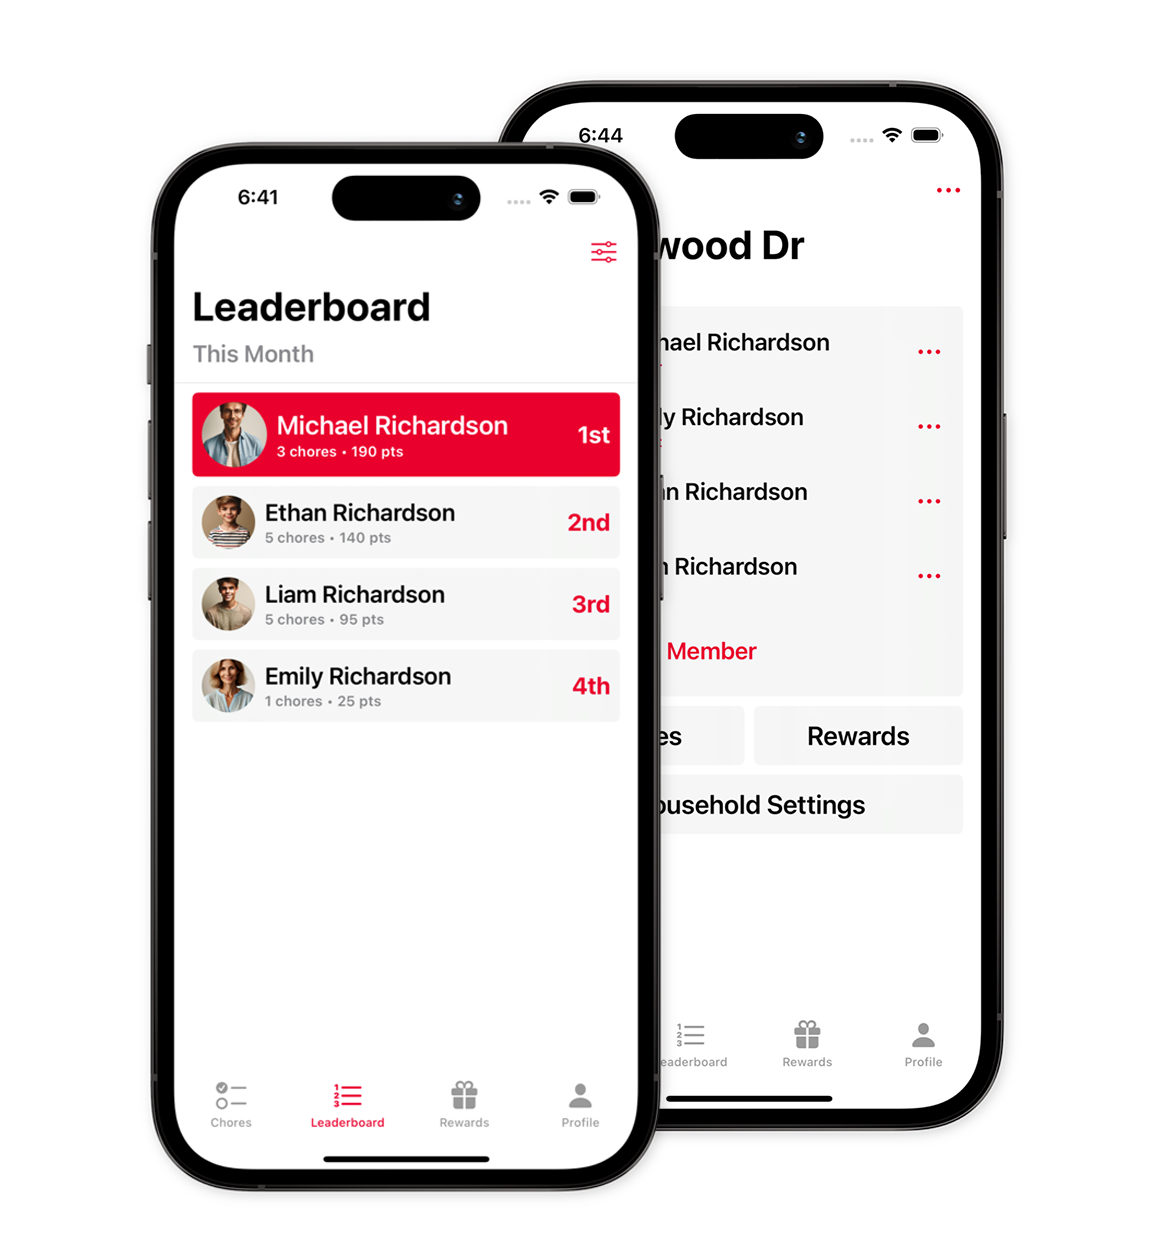 6:41
Leaderboard
This Month
Michael Richardson
3 chores • 190 pts
1st
Ethan Richardson
5 chores • 140 pts
2nd
Liam Richardson
5 chores • 95 pts
3rd
Emily Richardson
1 chores • 25 pts
4th
Chores
Leaderboard
Rewards
Profile
6:44
wood Dr
hael Richardson
ly Richardson
n Richardson
Richardson
Member
es
Rewards
ousehold Settings
eaderboard
Rewards
Profile